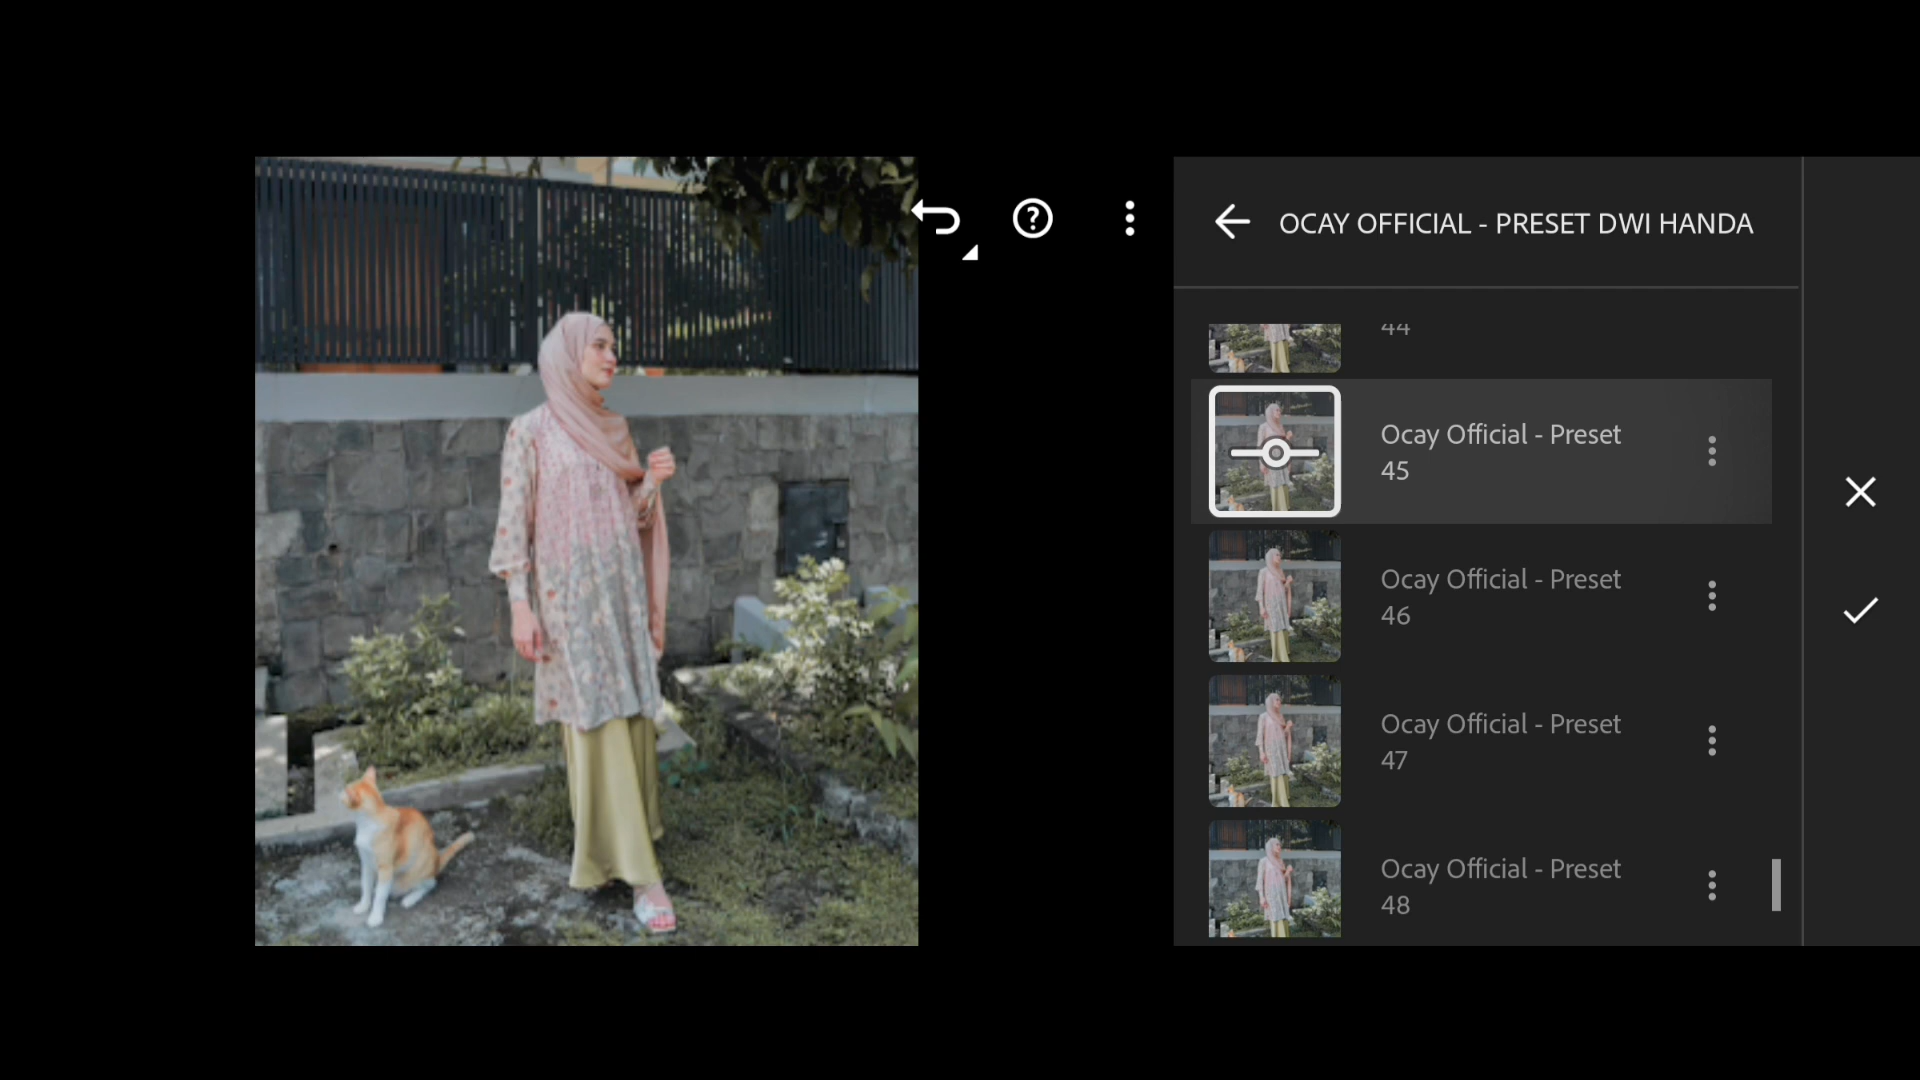 OCAY OFFICIAL - PRESET DWI HANDA
44
Ocay Official - Preset
45
Ocay Official - Preset
46
Ocay Official - Preset
47
Ocay Official - Preset
48